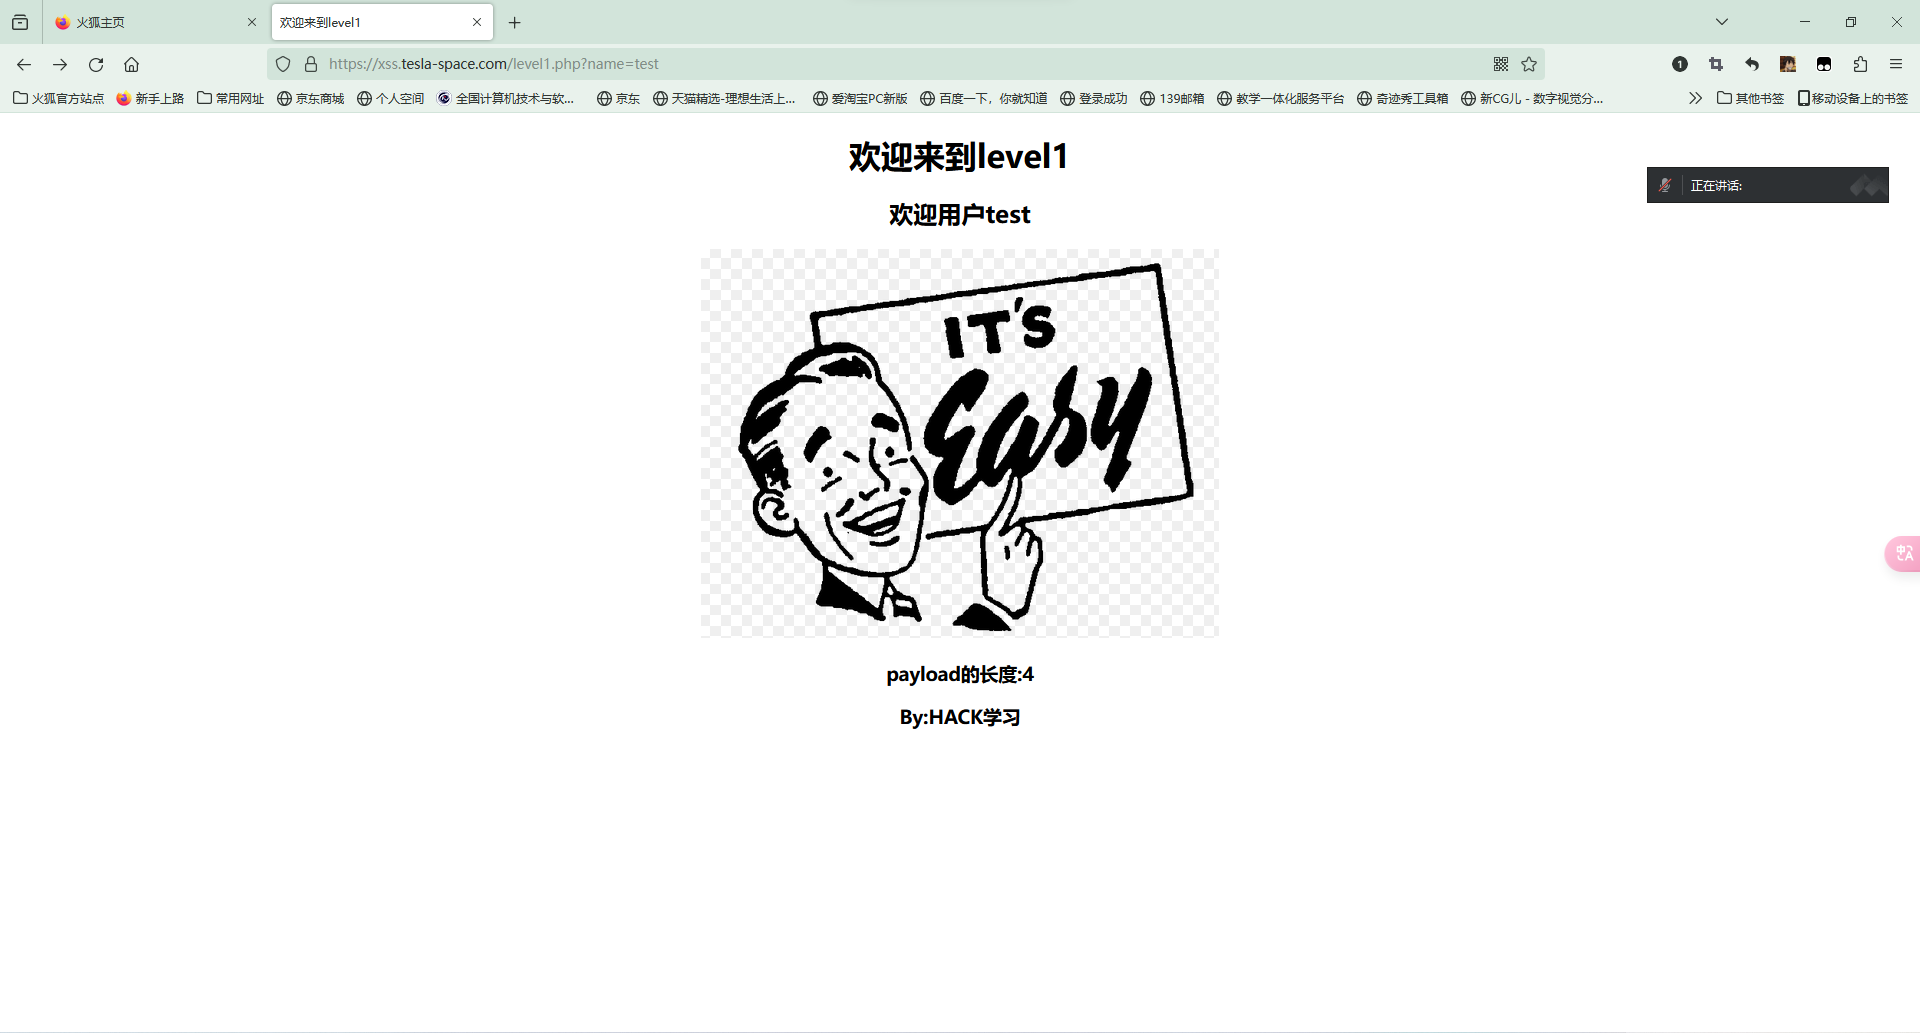 火狐主页
欢迎来到level1
https://xss.tesla-space.com/level1.php?name=test
1
火狐官方站点 新手上路 常用网址 京东商城 个人空间 全国计算机技术与软... 京东 天猫精选-理想生活上... 爱淘宝PC新版 百度一下，你就知道 登录成功 139邮箱 教学一体化服务平台 奇迹秀工具箱 新CG儿 - 数字视觉分... 其他书签 移动设备上的书签
欢迎来到level1
正在讲话:
欢迎用户test
IT'S
Easy
payload的长度:4
By:HACK学习